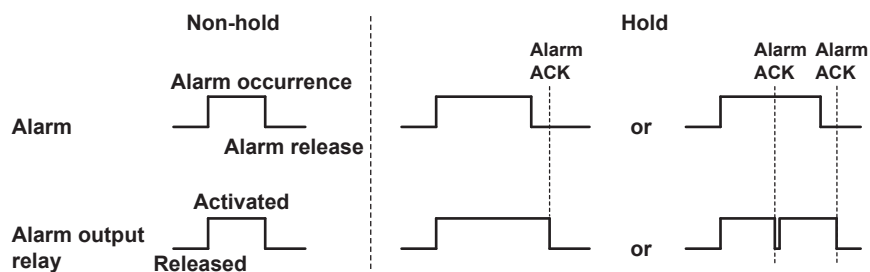 Non-hold
Hold
Alarm
ACK
Alarm
ACK
Alarm
ACK
Alarm occurrence
Alarm
or
Alarm release
Activated
Alarm output
relay
or
Released